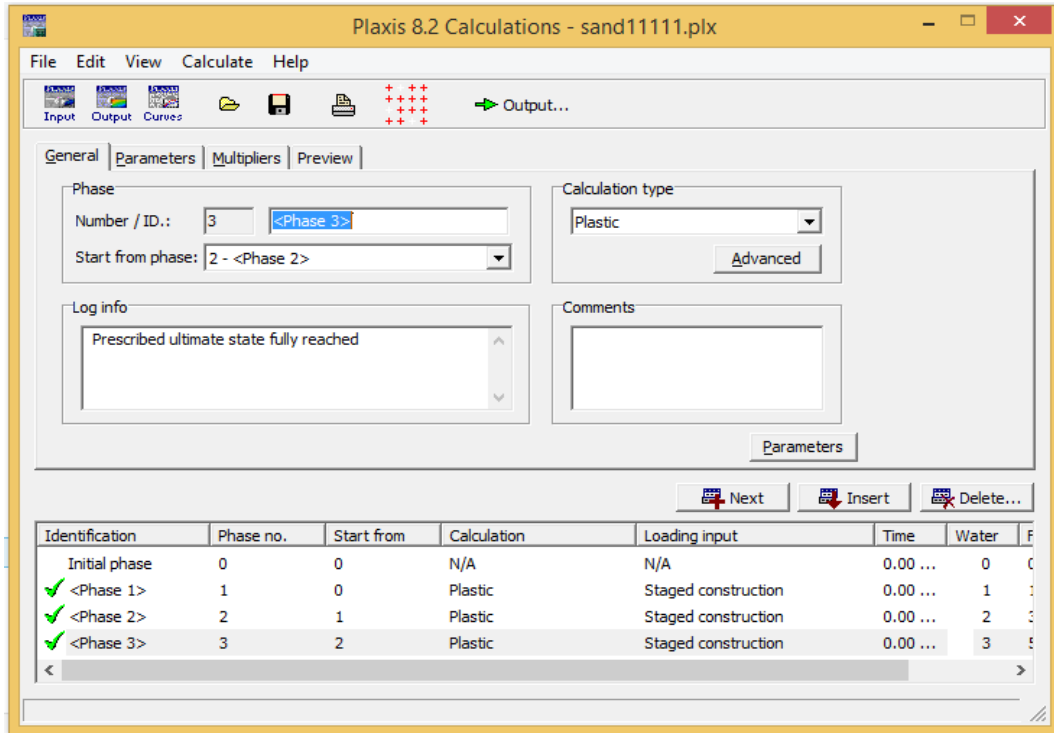 Plaxis 8.2 Calculations - sand11111.plx
File Edit View Calculate Help
Input Output Curves Output...
General Parameters Multipliers Preview
Phase
Number / ID.: 3 <Phase 3>
Start from phase: 2 - <Phase 2>
Calculation type
Plastic
Advanced
Log info
Prescribed ultimate state fully reached
Comments
Parameters
Next Insert Delete...
Identification Phase no. Start from Calculation Loading input Time Water F
Initial phase 0 0 N/A N/A 0.00 ... 0
<Phase 1> 1 0 Plastic Staged construction 0.00 ... 1
<Phase 2> 2 1 Plastic Staged construction 0.00 ... 2
<Phase 3> 3 2 Plastic Staged construction 0.00 ... 3